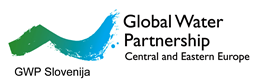 Global Water
Partnership
Central and Eastern Europe
GWP Slovenija